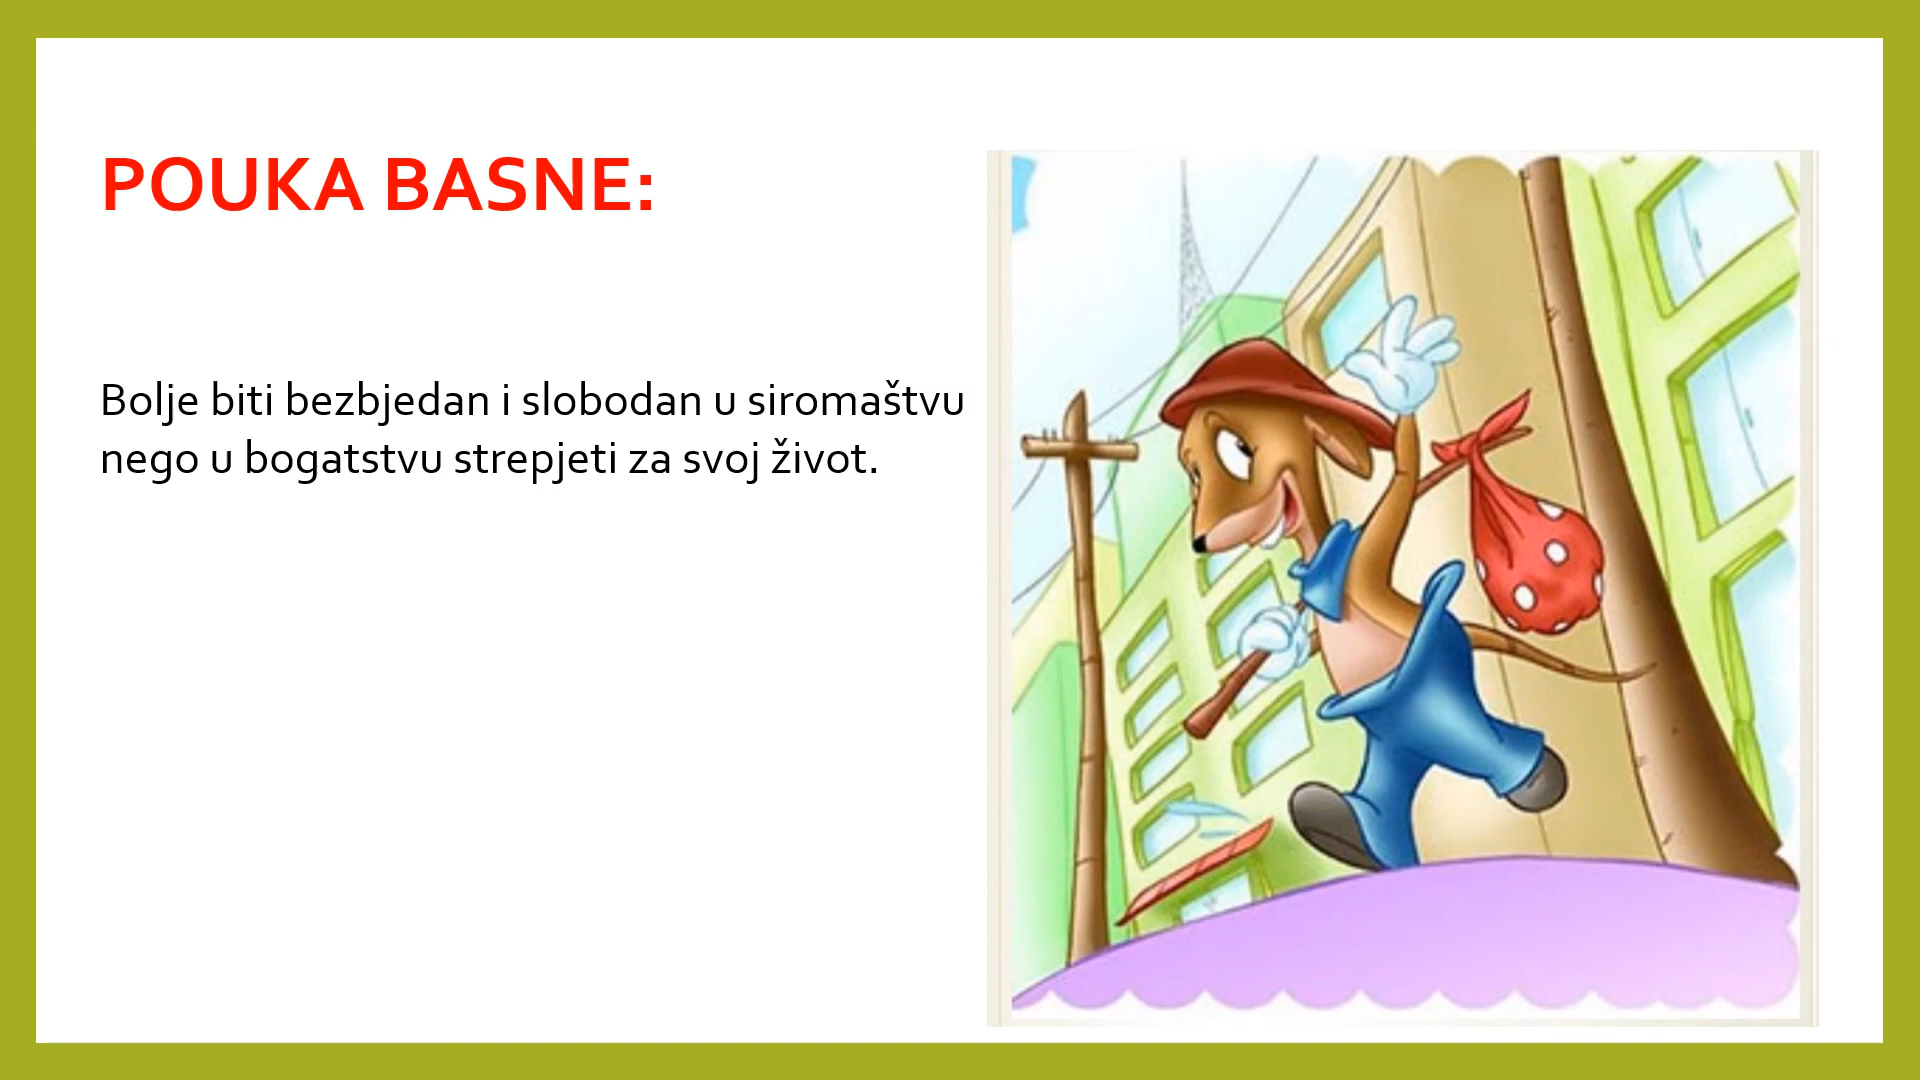 POUKA BASNE:
Bolje biti bezbjedan i slobodan u siromaštvu
nego u bogatstvu strepjeti za svoj život.